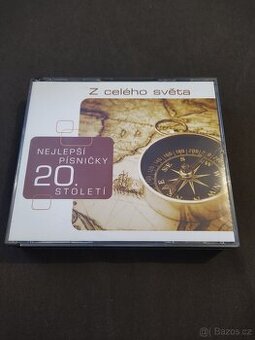 Z celého světa
NEJLEPŠÍ
PÍSNIČKY
20.
STOLETÍ
Bazos.cz